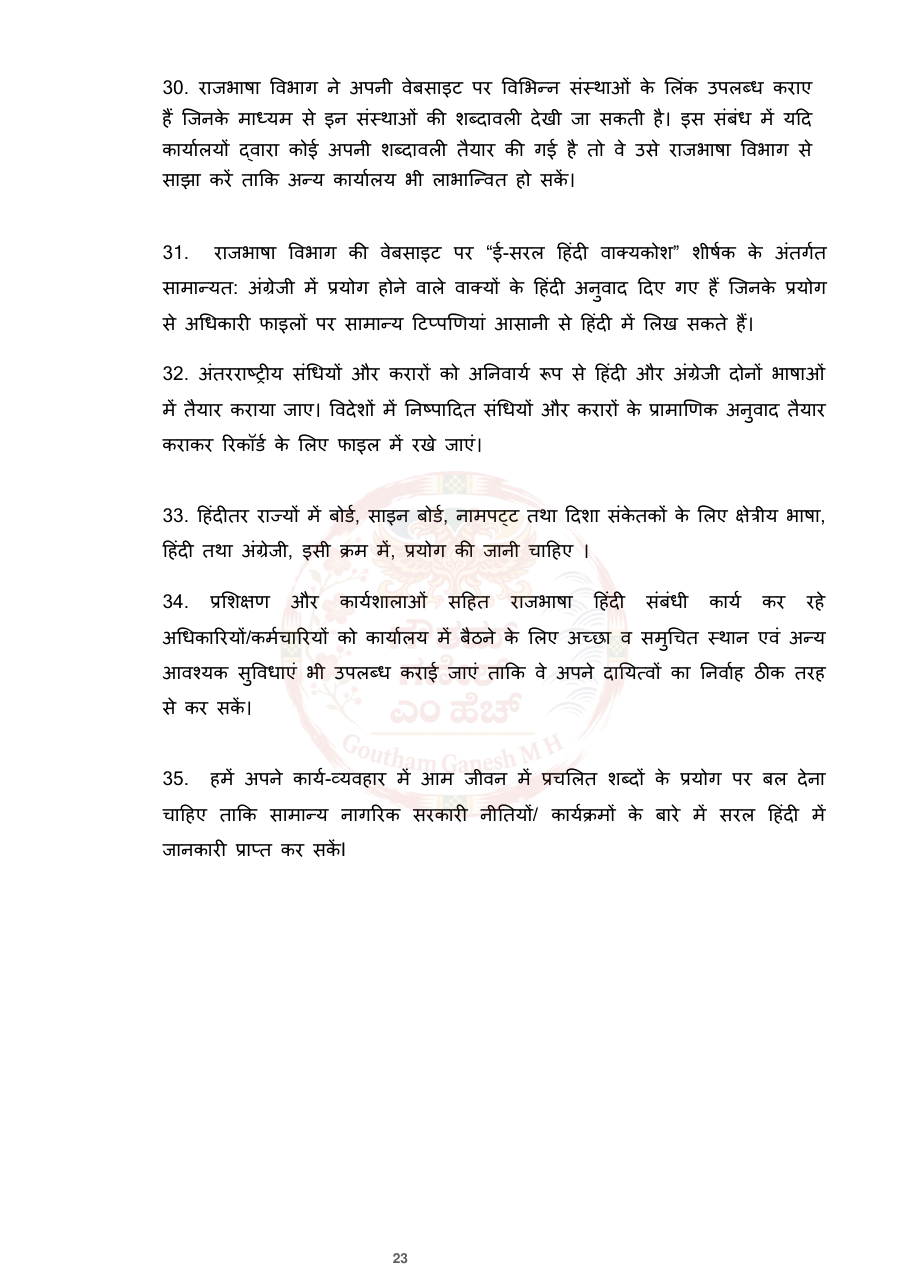 30. राजभाषा विभाग ने अपनी वेबसाइट पर विभिन्न संस्थाओं के लिंक उपलब्ध कराए
हैं जिनके माध्यम से इन संस्थाओं की शब्दावली देखी जा सकती है। इस संबंध में यदि
कार्यालयों द्वारा कोई अपनी शब्दावली तैयार की गई है तो वे उसे राजभाषा विभाग से
साझा करें ताकि अन्य कार्यालय भी लाभान्वित हो सकें।
31. राजभाषा विभाग की वेबसाइट पर “ई-सरल हिंदी वाक्यकोश” शीर्षक के अंतर्गत
सामान्यत: अंग्रेजी में प्रयोग होने वाले वाक्यों के हिंदी अनुवाद दिए गए हैं जिनके प्रयोग
से अधिकारी फाइलों पर सामान्य टिप्पणियां आसानी से हिंदी में लिख सकते हैं।
32. अंतरराष्ट्रीय संधियों और करारों को अनिवार्य रूप से हिंदी और अंग्रेजी दोनों भाषाओं
में तैयार कराया जाए। विदेशों में निष्पादित संधियों और करारों के प्रामाणिक अनुवाद तैयार
कराकर रिकॉर्ड के लिए फाइल में रखे जाएं।
33. हिंदीतर राज्यों में बोर्ड, साइन बोर्ड, नामपट्ट तथा दिशा संकेतकों के लिए क्षेत्रीय भाषा,
हिंदी तथा अंग्रेजी, इसी क्रम में, प्रयोग की जानी चाहिए ।
34. प्रशिक्षण और कार्यशालाओं सहित राजभाषा हिंदी संबंधी कार्य कर रहे
अधिकारियों/कर्मचारियों को कार्यालय में बैठने के लिए अच्छा व समुचित स्थान एवं अन्य
आवश्यक सुविधाएं भी उपलब्ध कराई जाएं ताकि वे अपने दायित्वों का निर्वाह ठीक तरह
से कर सकें।
ಗೌತಮ್
ಗಣೇಶ್
ಎಂ ಹೆಚ್
Goutham Ganesh M H
35. हमें अपने कार्य-व्यवहार में आम जीवन में प्रचलित शब्दों के प्रयोग पर बल देना
चाहिए ताकि सामान्य नागरिक सरकारी नीतियों/ कार्यक्रमों के बारे में सरल हिंदी में
जानकारी प्राप्त कर सकें।
23